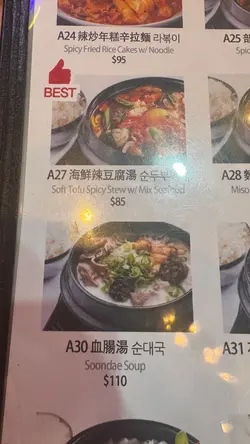 A24 辣炒年糕辛拉麵 라볶이
Spicy Fried Rice Cakes w/ Noodle
$95
A25
BEST
A27 海鮮辣豆腐湯 순두부
Soft Tofu Spicy Stew w/ Mix Seafood
$85
A28
Miso
A30 血腸湯 순대국
Soondae Soup
$110
A31